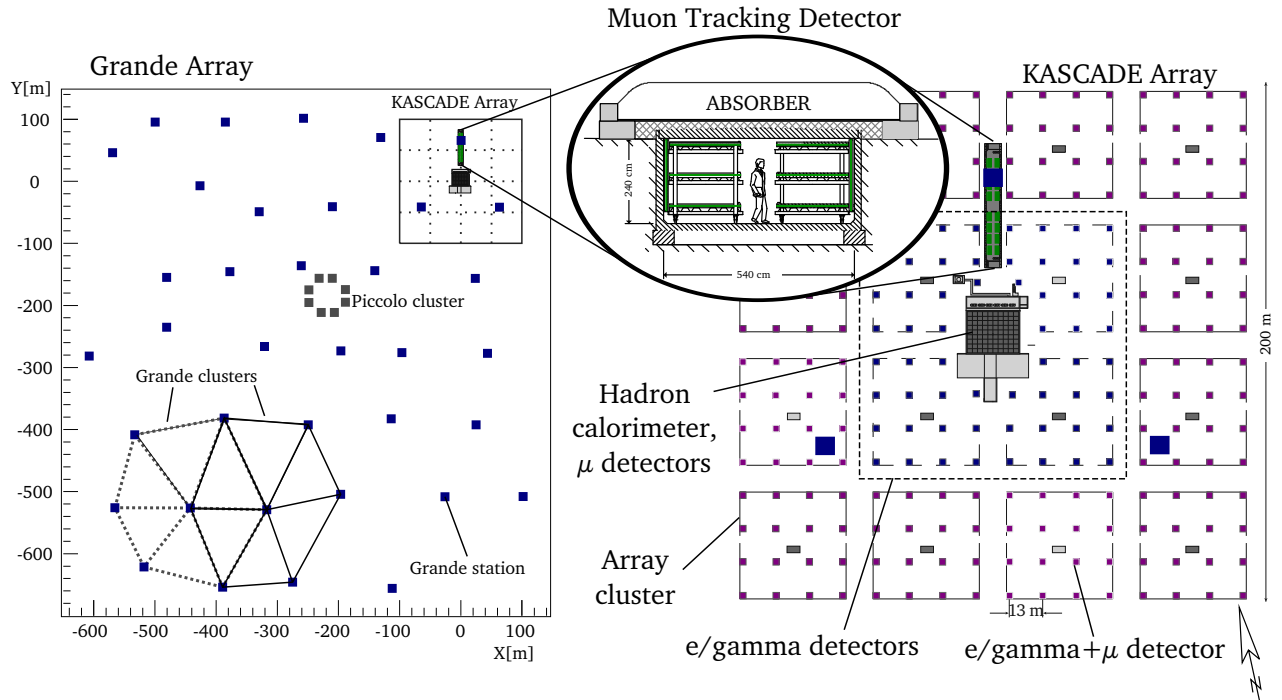 Muon Tracking Detector
Grande Array
KASCADE Array
Y[m]
KASCADE Array
ABSORBER
100
0
-100
-200
-300
-400
-500
-600
240 cm
540 cm
Piccolo cluster
200 m
Grande clusters
Hadron
calorimeter,
μ detectors
Grande station
Array
cluster
13 m
-600
-500
-400
-300
-200
-100
0
100
X[m]
e/gamma detectors
e/gamma+μ detector
N